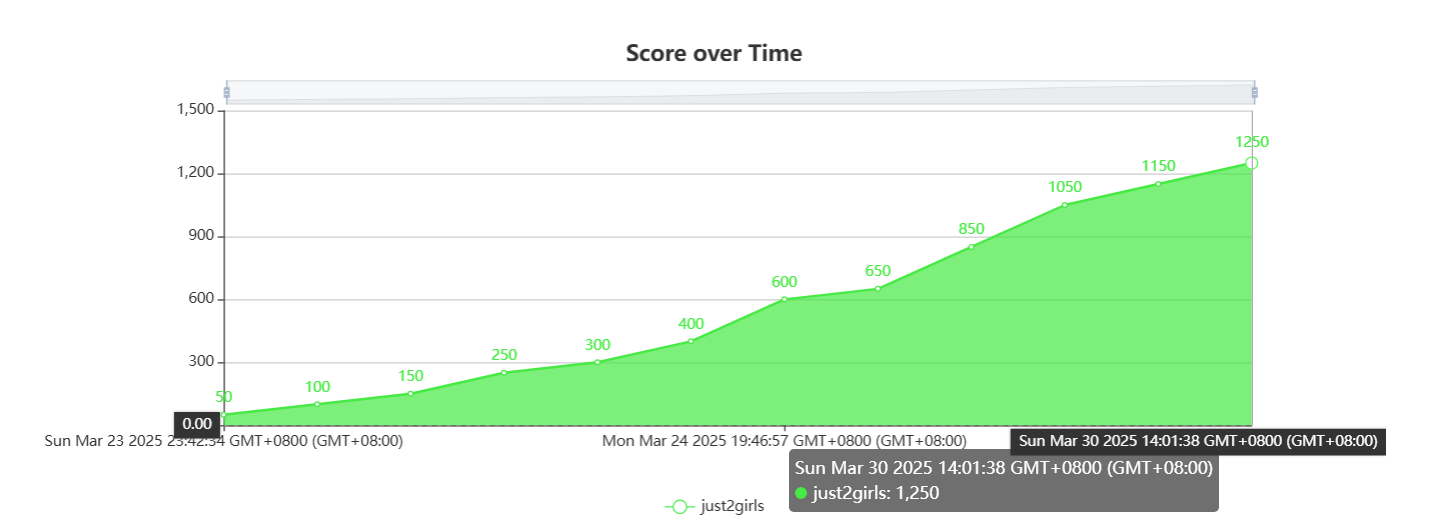 Score over Time
1,500
1250
1,200
1150
1050
900
850
650
600
600
400
300
300
250
150
100
50
0.00
Sun Mar 23 2025 23:42:34 GMT+0800 (GMT+08:00)
Mon Mar 24 2025 19:46:57 GMT+0800 (GMT+08:00)
Sun Mar 30 2025 14:01:38 GMT+0800 (GMT+08:00)
Sun Mar 30 2025 14:01:38 GMT+0800 (GMT+08:00)
just2girls: 1,250
just2girls